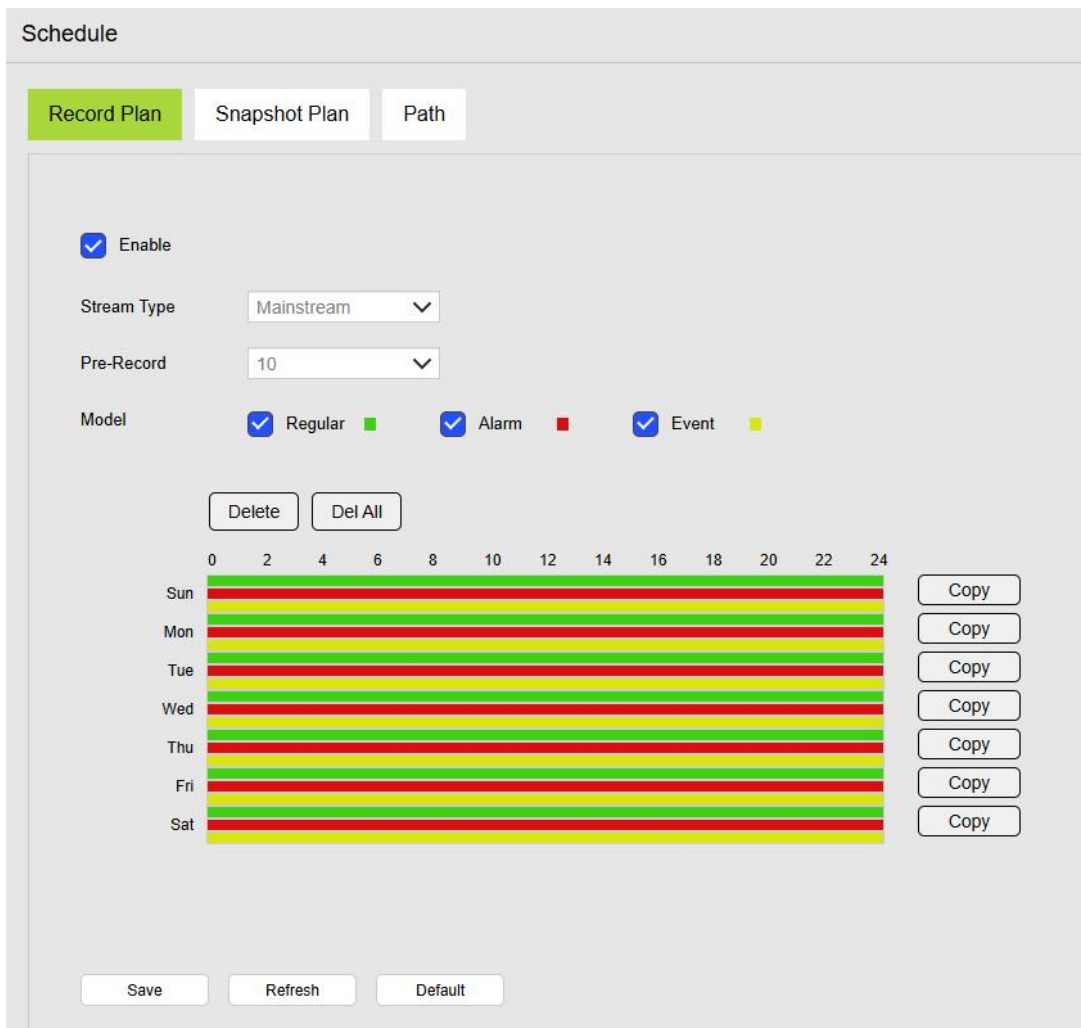 Schedule
Record Plan Snapshot Plan Path
Enable
Stream Type Mainstream
Pre-Record 10
Model Regular Alarm Event
Delete Del All
0 2 4 6 8 10 12 14 16 18 20 22 24
Sun Copy
Mon Copy
Tue Copy
Wed Copy
Thu Copy
Fri Copy
Sat Copy
Save Refresh Default